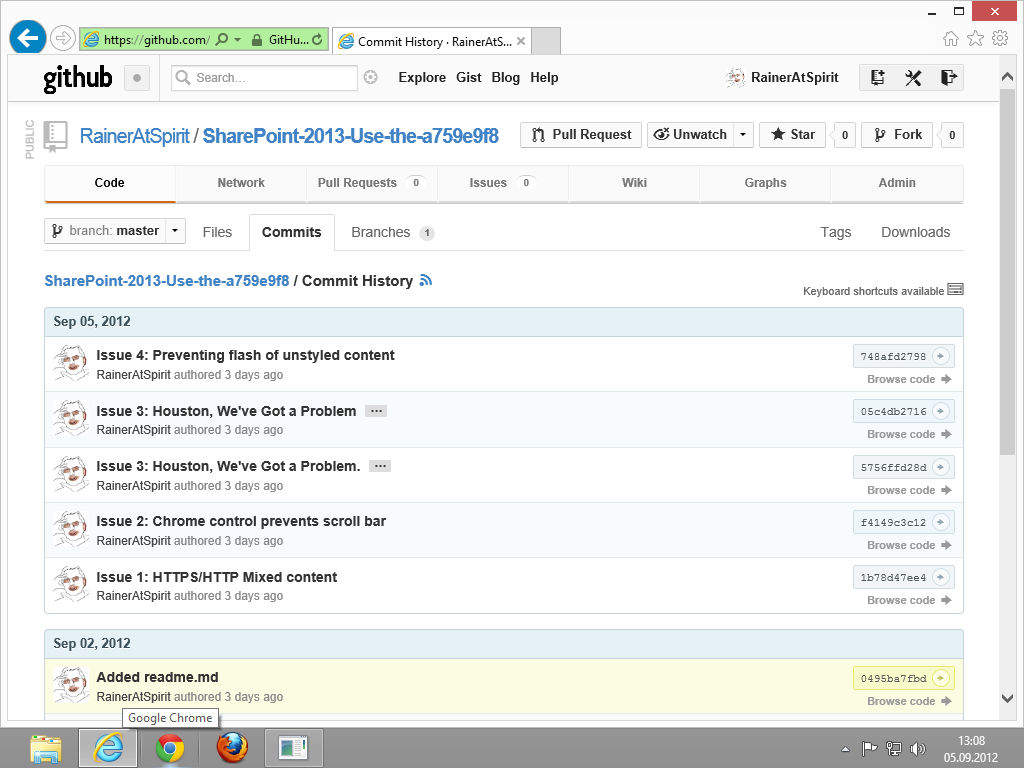 https://github.com/
GitHu...
Commit History · RainerAtS...
github
Search...
Explore Gist Blog Help
RainerAtSpirit
PUBLIC
RainerAtSpirit / SharePoint-2013-Use-the-a759e9f8
Pull Request
Unwatch
Star 0
Fork 0
Code
Network
Pull Requests 0
Issues 0
Wiki
Graphs
Admin
branch: master
Files
Commits
Branches 1
Tags
Downloads
SharePoint-2013-Use-the-a759e9f8 / Commit History
Keyboard shortcuts available
Sep 05, 2012
Issue 4: Preventing flash of unstyled content
748afd2798
RainerAtSpirit authored 3 days ago
Browse code
Issue 3: Houston, We've Got a Problem ...
05c4db2716
RainerAtSpirit authored 3 days ago
Browse code
Issue 3: Houston, We've Got a Problem. ...
5756ffd28d
RainerAtSpirit authored 3 days ago
Browse code
Issue 2: Chrome control prevents scroll bar
f4149c3c12
RainerAtSpirit authored 3 days ago
Browse code
Issue 1: HTTPS/HTTP Mixed content
1b78d47ee4
RainerAtSpirit authored 3 days ago
Browse code
Sep 02, 2012
Added readme.md
0495ba7fbd
RainerAtSpirit authored 3 days ago
Browse code
Google Chrome
13:08
05.09.2012